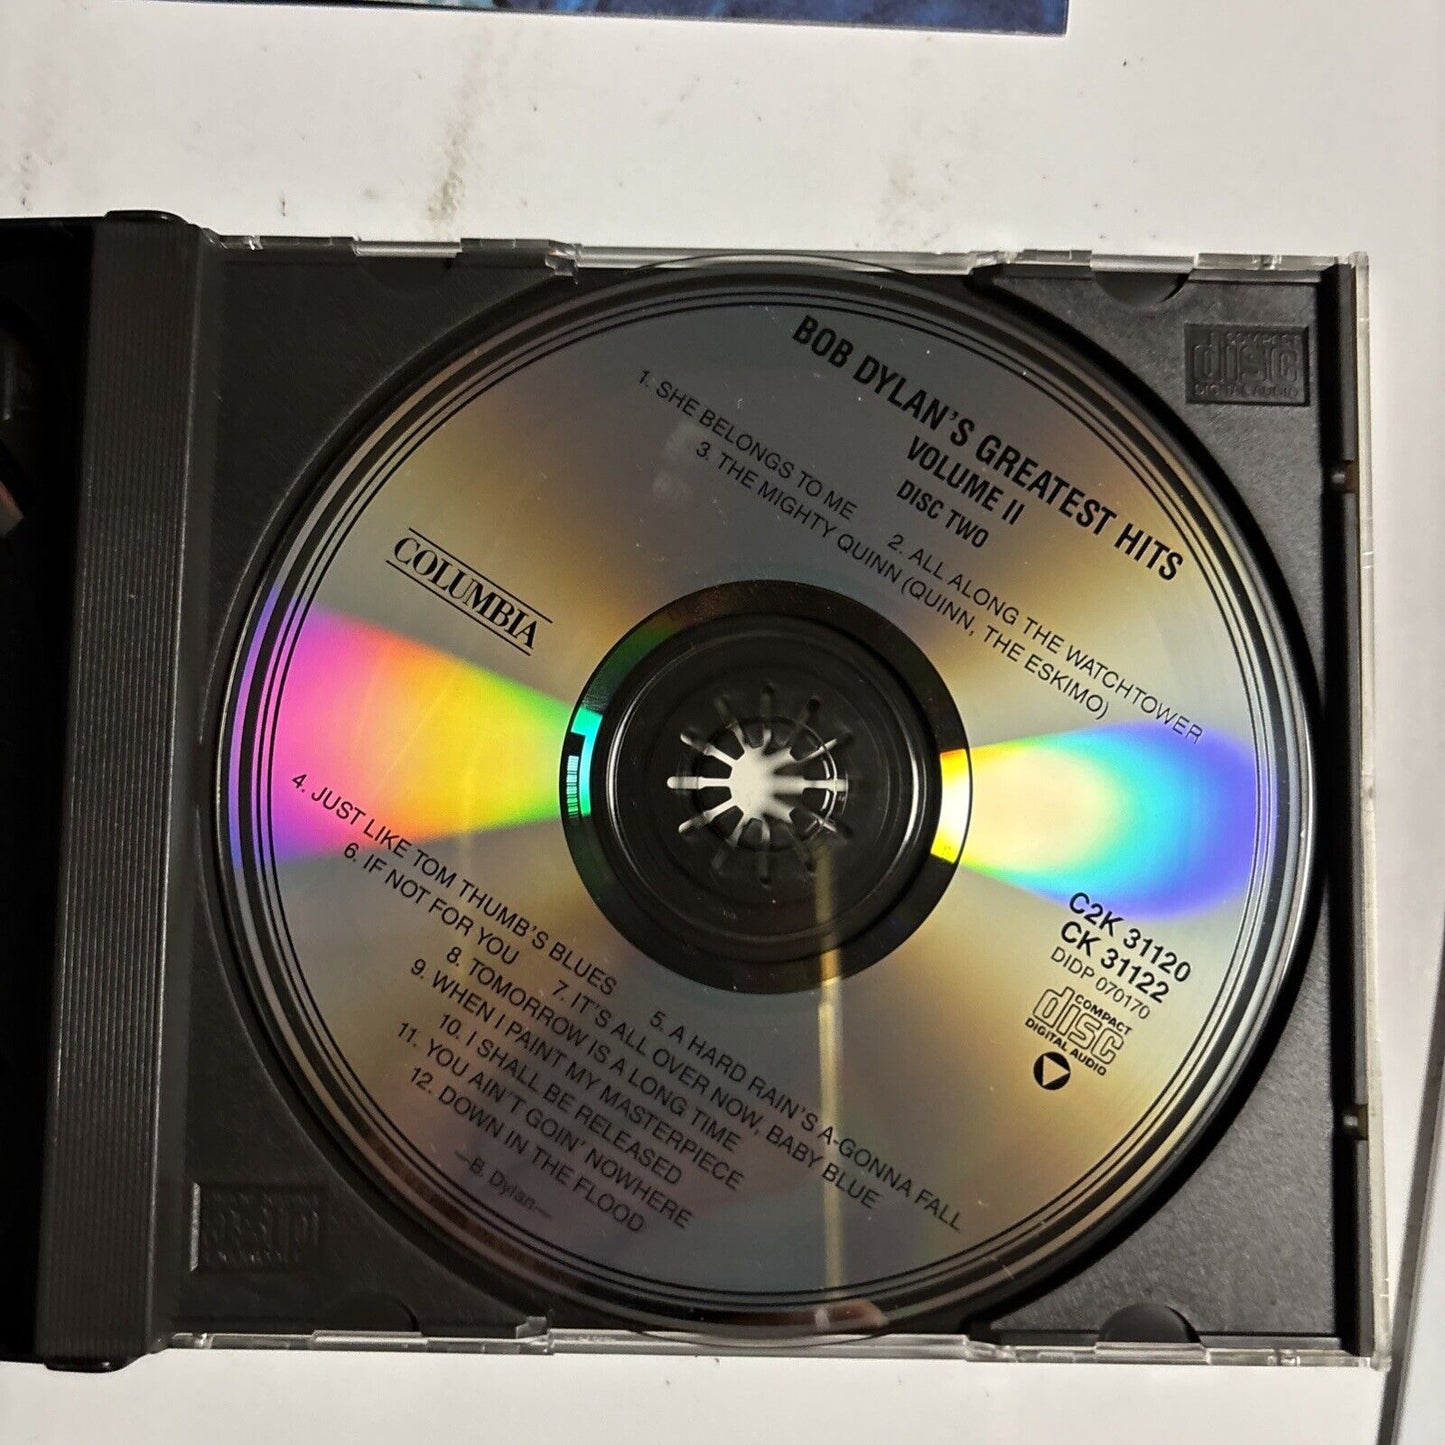 BOB DYLAN'S GREATEST HITS
VOLUME II
DISC TWO
1. SHE BELONGS TO ME 2. ALL ALONG THE WATCHTOWER
3. THE MIGHTY QUINN (QUINN, THE ESKIMO)
COLUMBIA
4. JUST LIKE TOM THUMB'S BLUES 5. A HARD RAIN'S A-GONNA FALL
6. IF NOT FOR YOU 7. IT'S ALL OVER NOW, BABY BLUE
8. TOMORROW IS A LONG TIME
9. WHEN I PAINT MY MASTERPIECE
10. I SHALL BE RELEASED
11. YOU AIN'T GOIN' NOWHERE
12. DOWN IN THE FLOOD
—B. Dylan—
C2K 31120
CK 31122
DIDP 070170
COMPACT
disc
DIGITAL AUDIO
COMPACT
disc
DIGITAL AUDIO